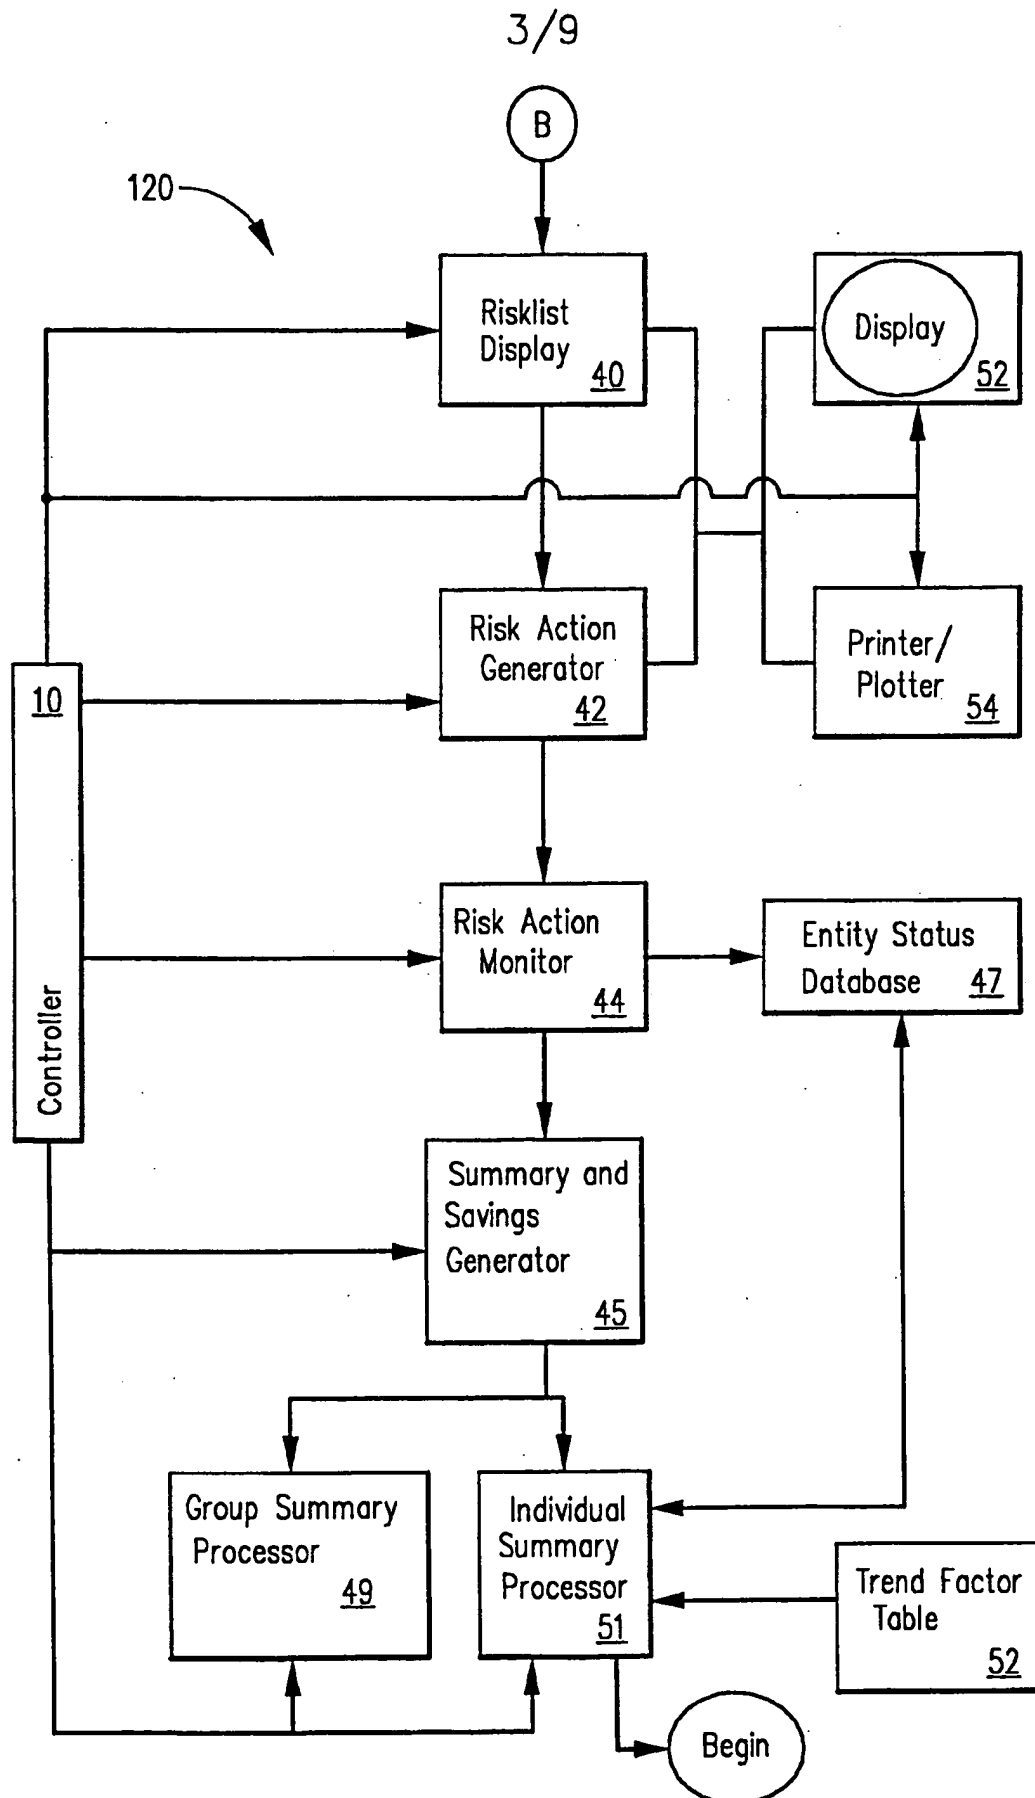 3/9
B
120
Risklist
Display
40
Display
52
Risk Action
Generator
42
Printer/
Plotter
54
10
Controller
Risk Action
Monitor
44
Entity Status
Database
47
Summary and
Savings
Generator
45
Group Summary
Processor
49
Individual
Summary
Processor
51
Trend Factor
Table
52
Begin